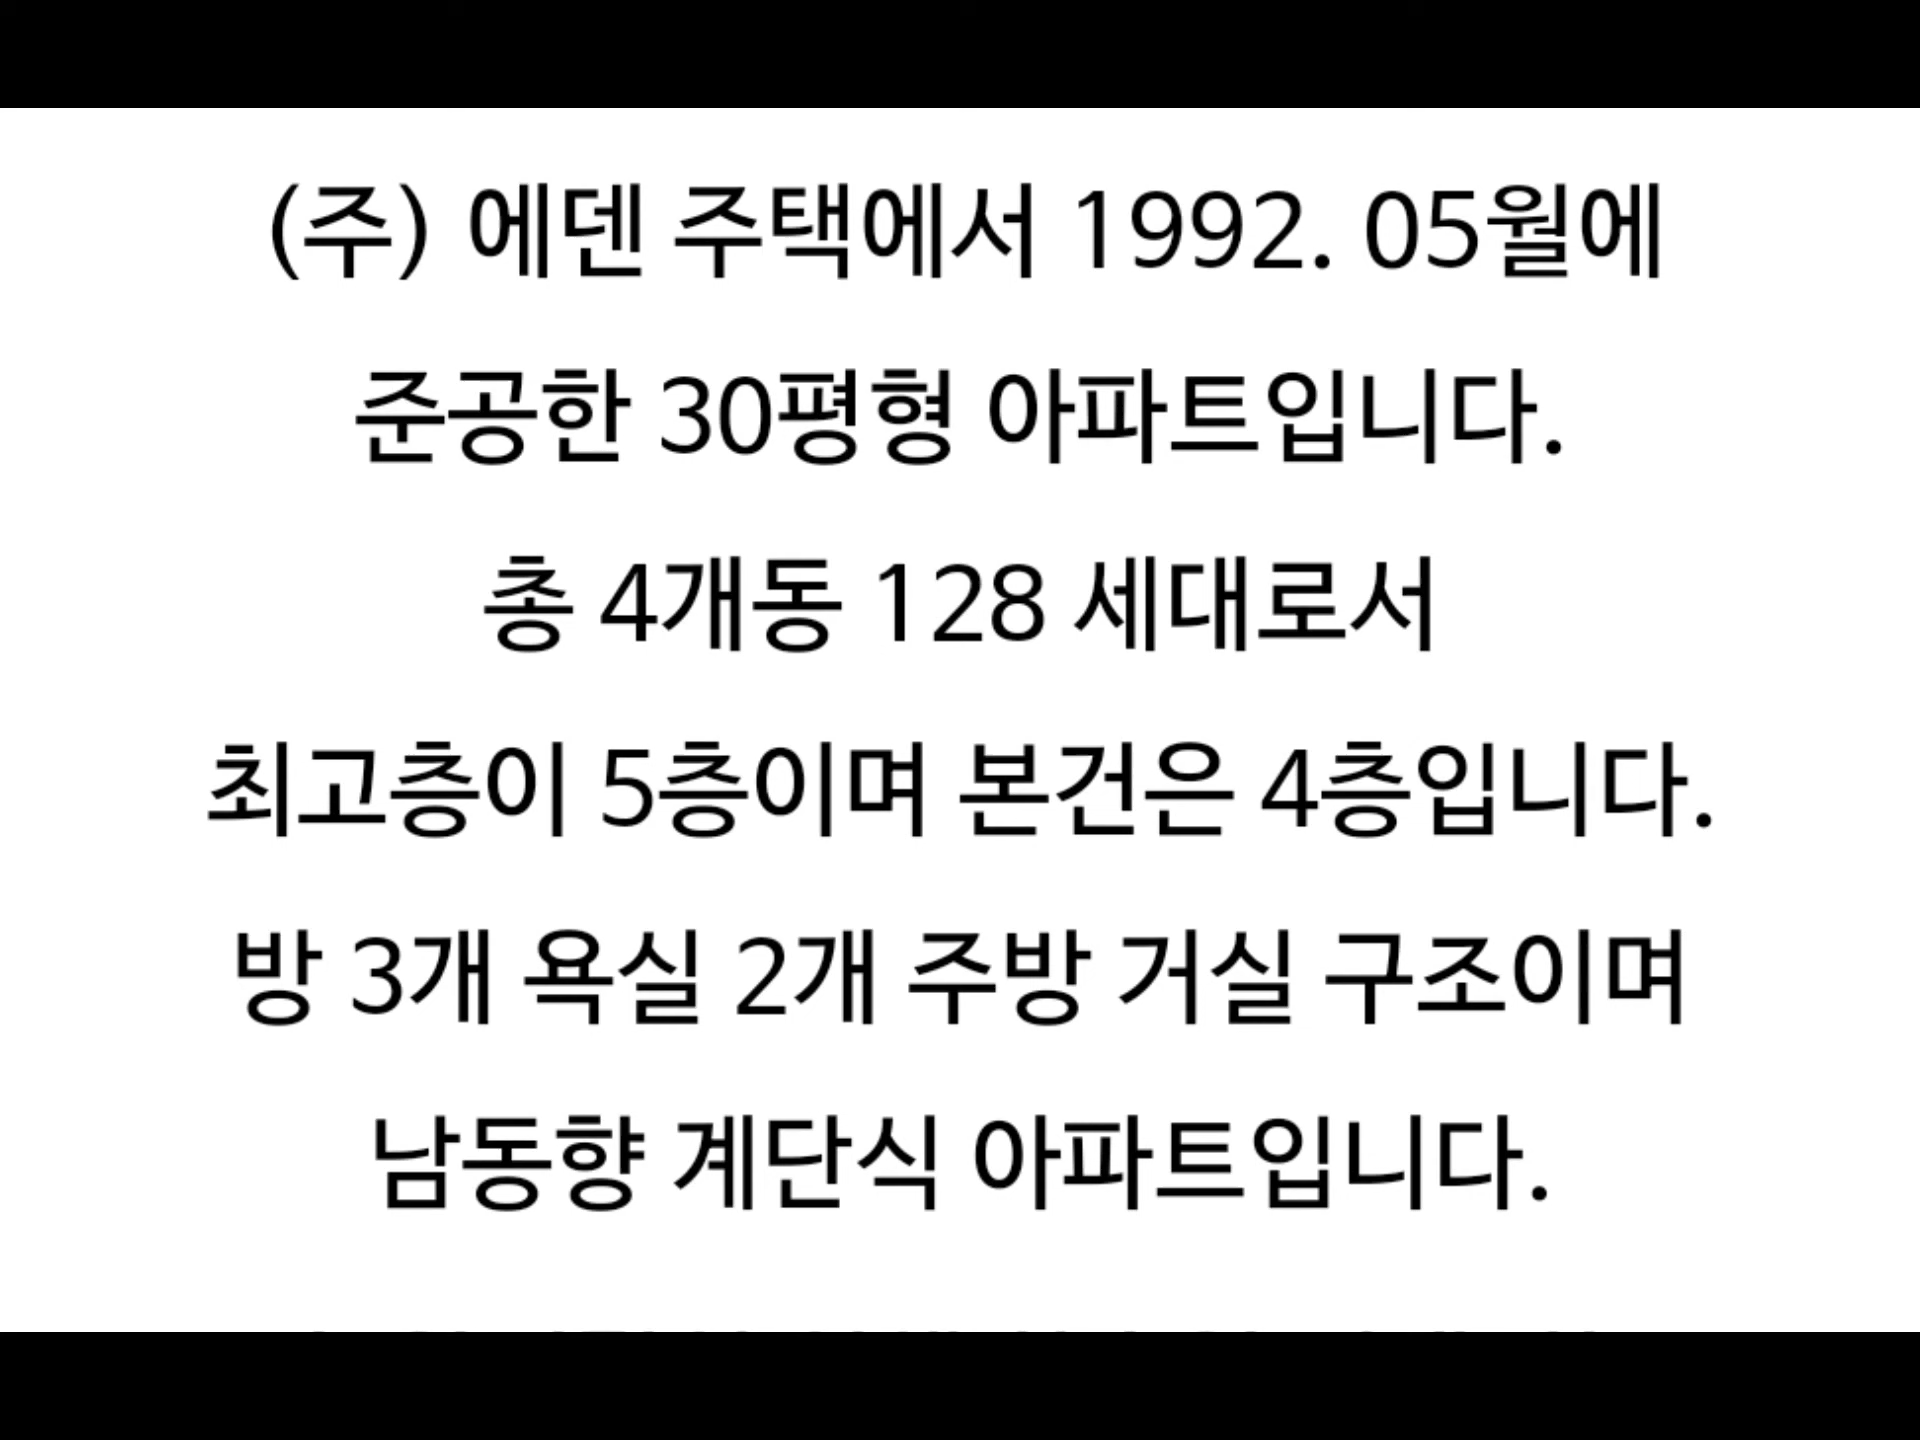 (주) 에덴 주택에서 1992. 05월에
준공한 30평형 아파트입니다.
총 4개동 128 세대로서
최고층이 5층이며 본건은 4층입니다.
방 3개 욕실 2개 주방 거실 구조이며
남동향 계단식 아파트입니다.